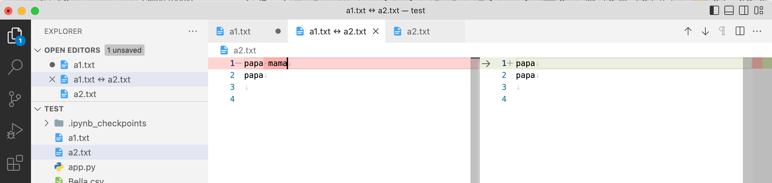 a1.txt ↔ a2.txt — test
EXPLORER
OPEN EDITORS 1 unsaved
a1.txt
a1.txt ↔ a2.txt
a2.txt
TEST
.ipynb_checkpoints
a1.txt
a2.txt
app.py
Bella.csv
1
a1.txt
a1.txt ↔ a2.txt
a2.txt
a2.txt
1 papa mama
2 papa
3
4
1 papa
2 papa
3
4